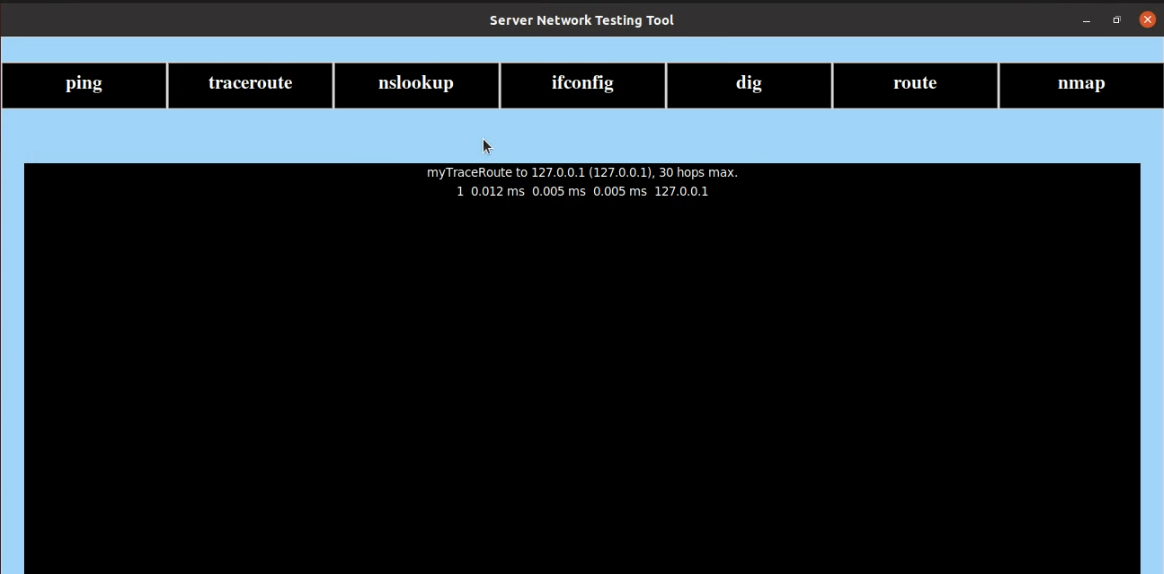 Server Network Testing Tool
ping traceroute nslookup ifconfig dig route nmap
myTraceRoute to 127.0.0.1 (127.0.0.1), 30 hops max.
1 0.012 ms 0.005 ms 0.005 ms 127.0.0.1